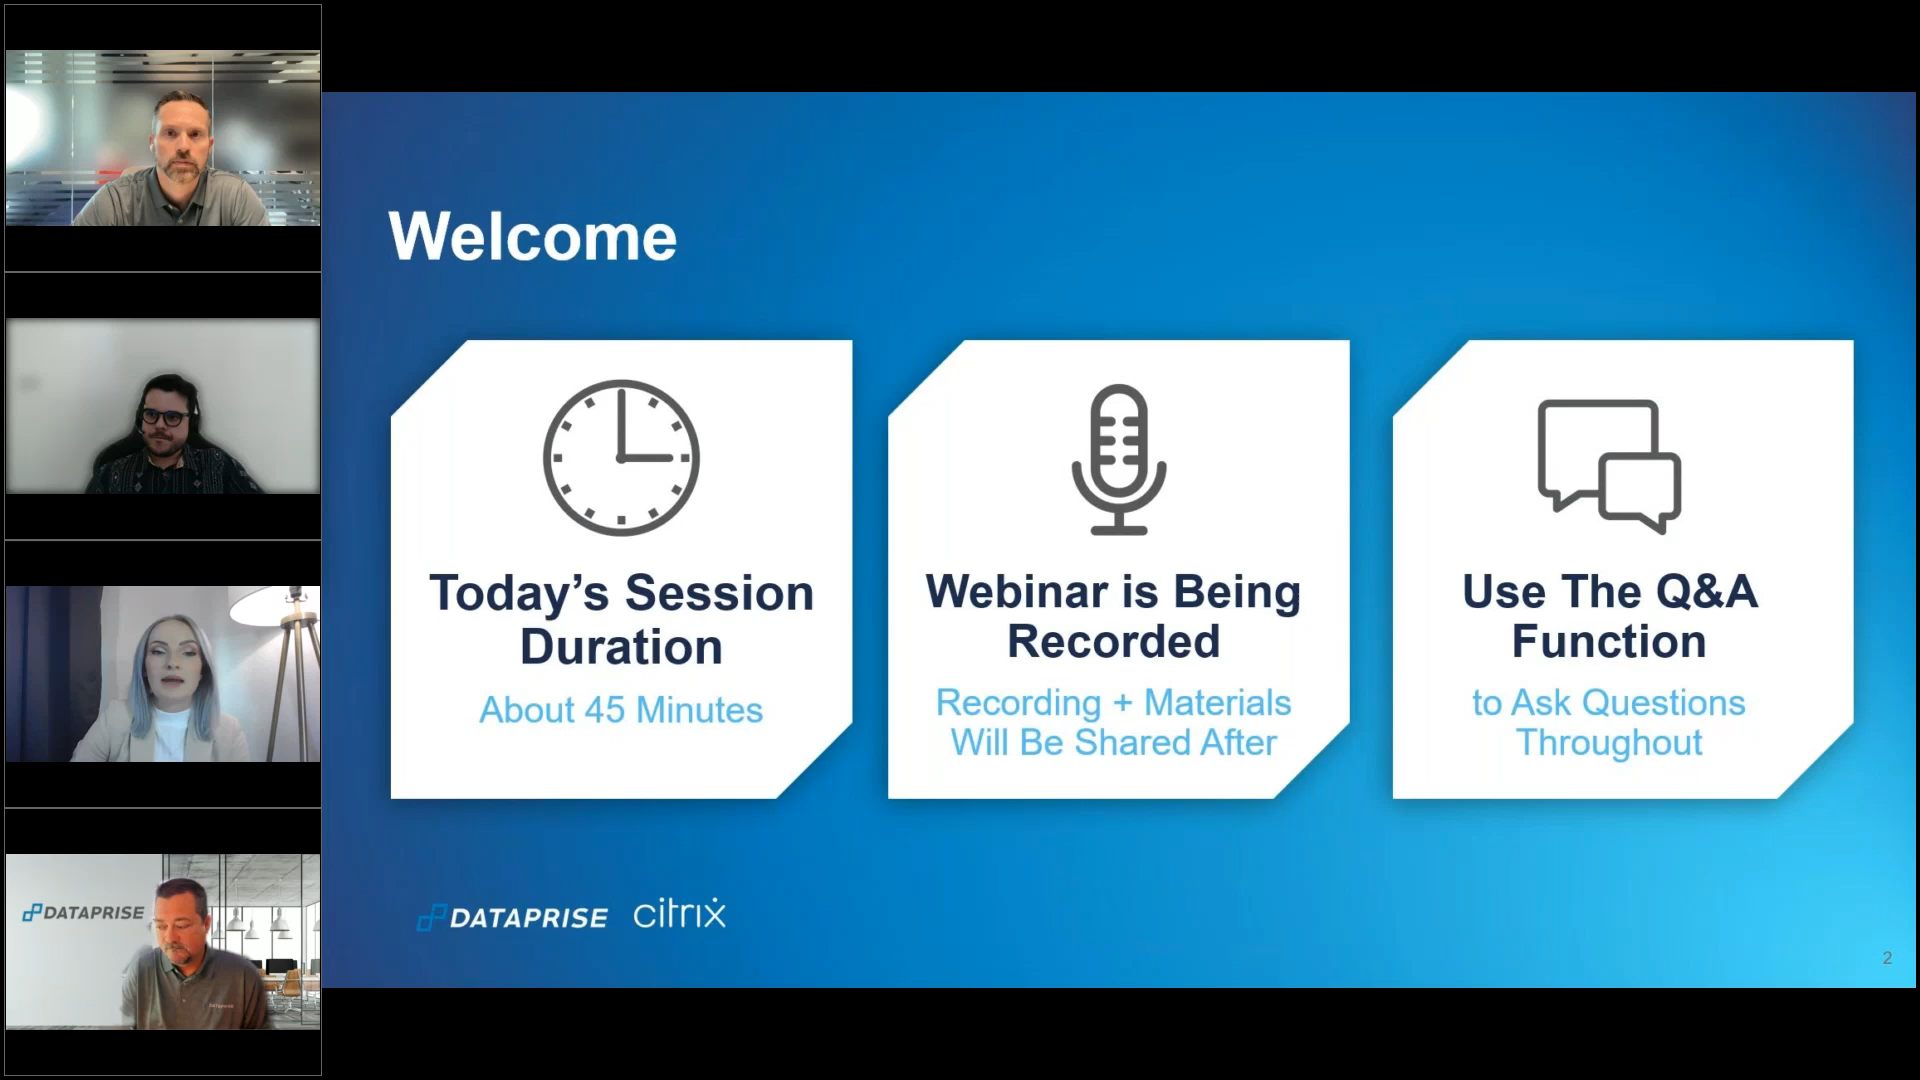 Welcome
Today’s Session
Duration
About 45 Minutes
Webinar is Being
Recorded
Recording + Materials
Will Be Shared After
Use The Q&A
Function
to Ask Questions
Throughout
DATAPRISE
DATAPRISE citrix
2